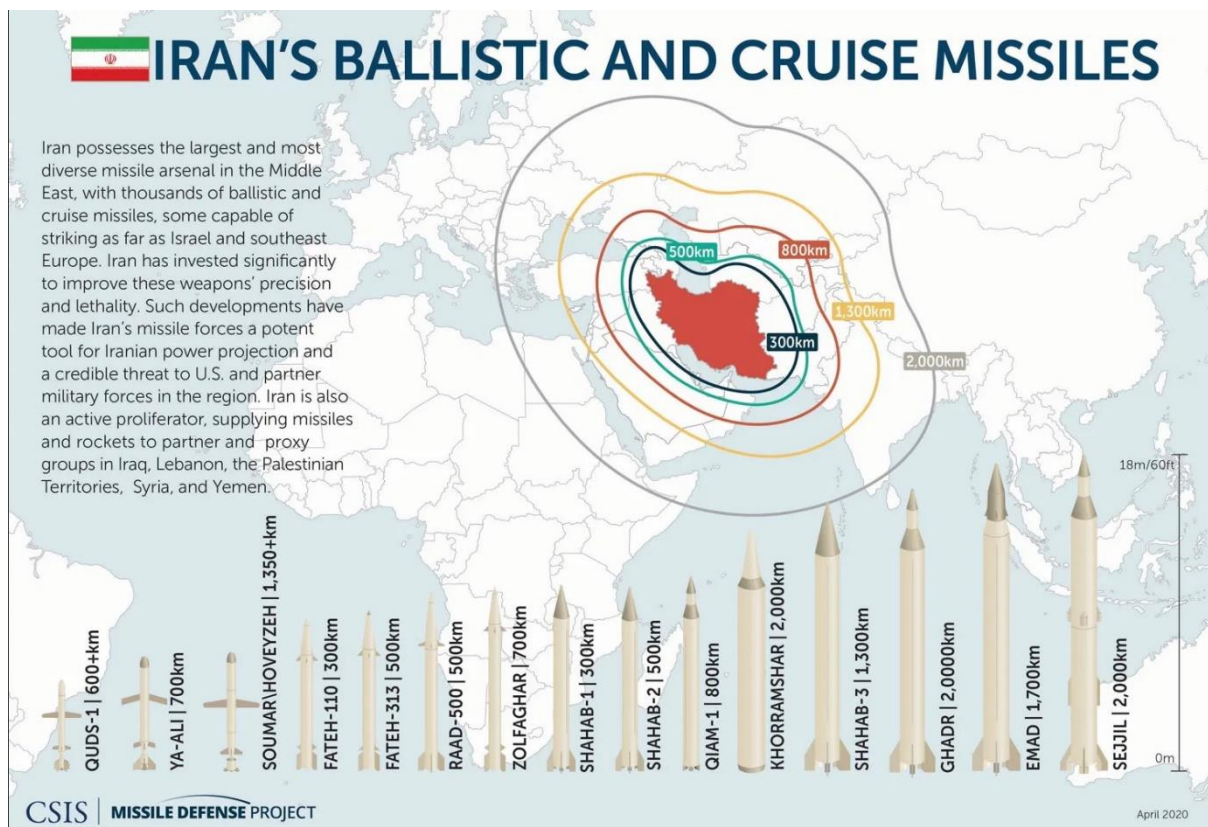 IRAN'S BALLISTIC AND CRUISE MISSILES
Iran possesses the largest and most
diverse missile arsenal in the Middle
East, with thousands of ballistic and
cruise missiles, some capable of
striking as far as Israel and southeast
Europe. Iran has invested significantly
to improve these weapons' precision
and lethality. Such developments have
made Iran's missile forces a potent
tool for Iranian power projection and
a credible threat to U.S. and partner
military forces in the region. Iran is also
an active proliferator, supplying missiles
and rockets to partner and proxy
groups in Iraq, Lebanon, the Palestinian
Territories, Syria, and Yemen.
500km
800km
1,300km
300km
2,000km
18m/60ft
0m
QUDS-1 | 600+km
YA-ALI | 700km
SOUMAR\HOVEYZEH | 1,350+km
FATEH-110 | 300km
FATEH-313 | 500km
RAAD-500 | 500km
ZOLFAGHAR | 700km
SHAHAB-1 | 300km
SHAHAB-2 | 500km
QIAM-1 | 800km
KHORRAMSHAR | 2,000km
SHAHAB-3 | 1,300km
GHADR | 2,0000km
EMAD | 1,700km
SEJJIL | 2,000km
CSIS | MISSILE DEFENSE PROJECT
April 2020